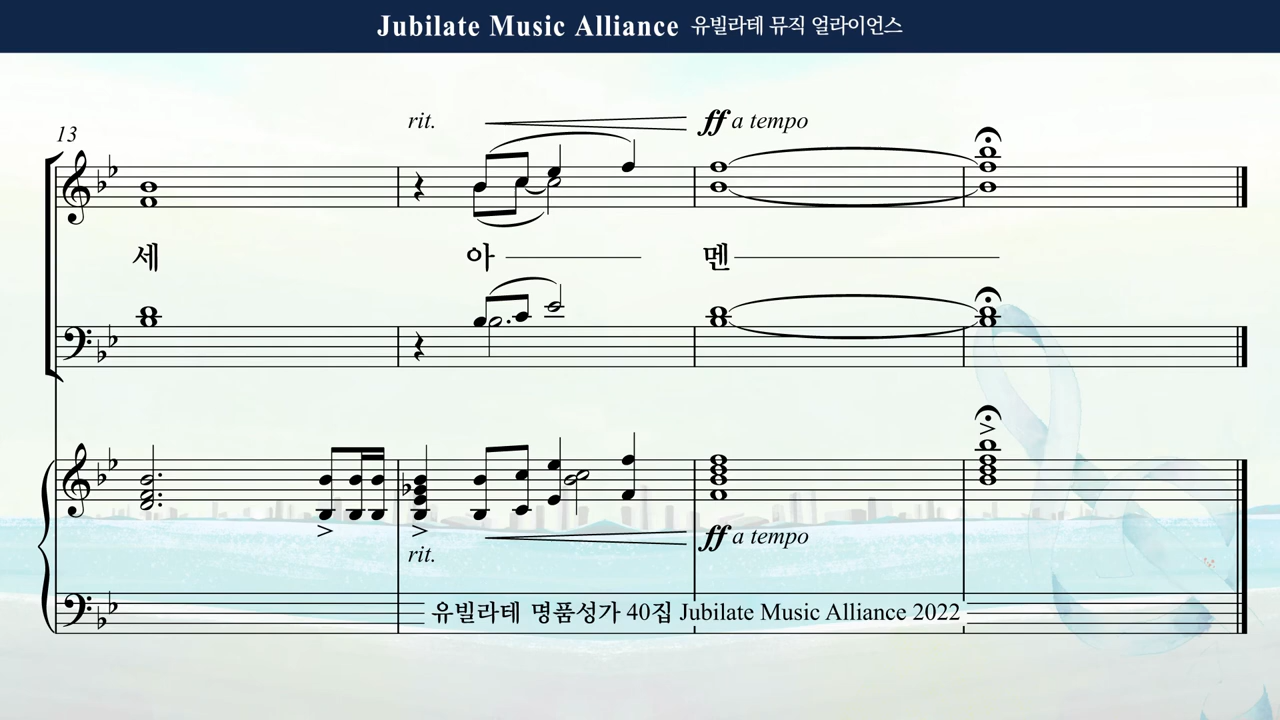 Jubilate Music Alliance 유빌라테 뮤직 얼라이언스
13
rit.
ff a tempo
세 아 멘
ff a tempo
rit.
유빌라테 명품성가 40집 Jubilate Music Alliance 2022